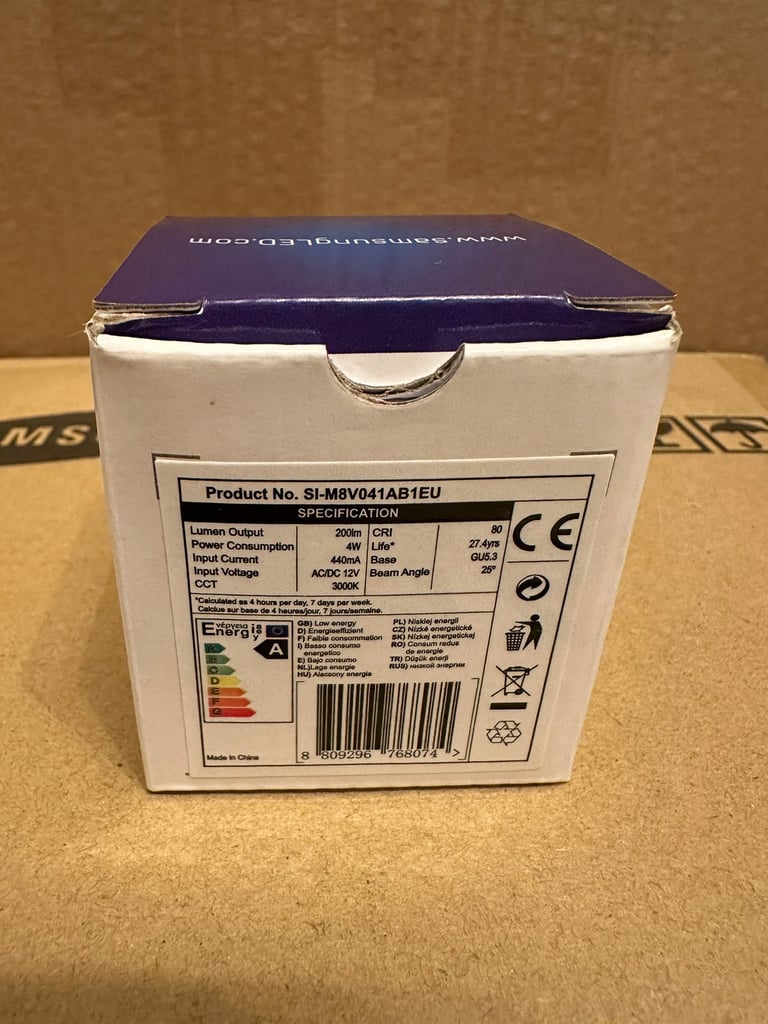 www.samsungLED.com
MS
Product No. SI-M8V041AB1EU
SPECIFICATION
Lumen Output 200lm CRI 80
Power Consumption 4W Life* 27.4yrs
Input Current 440mA Base GU5.3
Input Voltage AC/DC 12V Beam Angle 25°
CCT 3000K
*Calculated as 4 hours per day, 7 days per week.
Calclue sur base de 4 heures/jour, 7 jours/semaine.
CE
Energi
ενέργεια
A
A
B
C
D
E
F
G
GB) Low energy
D) Energieeffizient
F) Faible consommation
I) Basso consumo
energetico
E) Bajo consumo
NL)Lage energie
HU) Alacsony energia
PL) Niskiej energii
CZ) Nízké energetické
SK) Nízkej energetickej
RO) Consum redus
de energie
TR) Düşük enerji
RUS) низкой энергии
Made in China
8 809296 768074 >